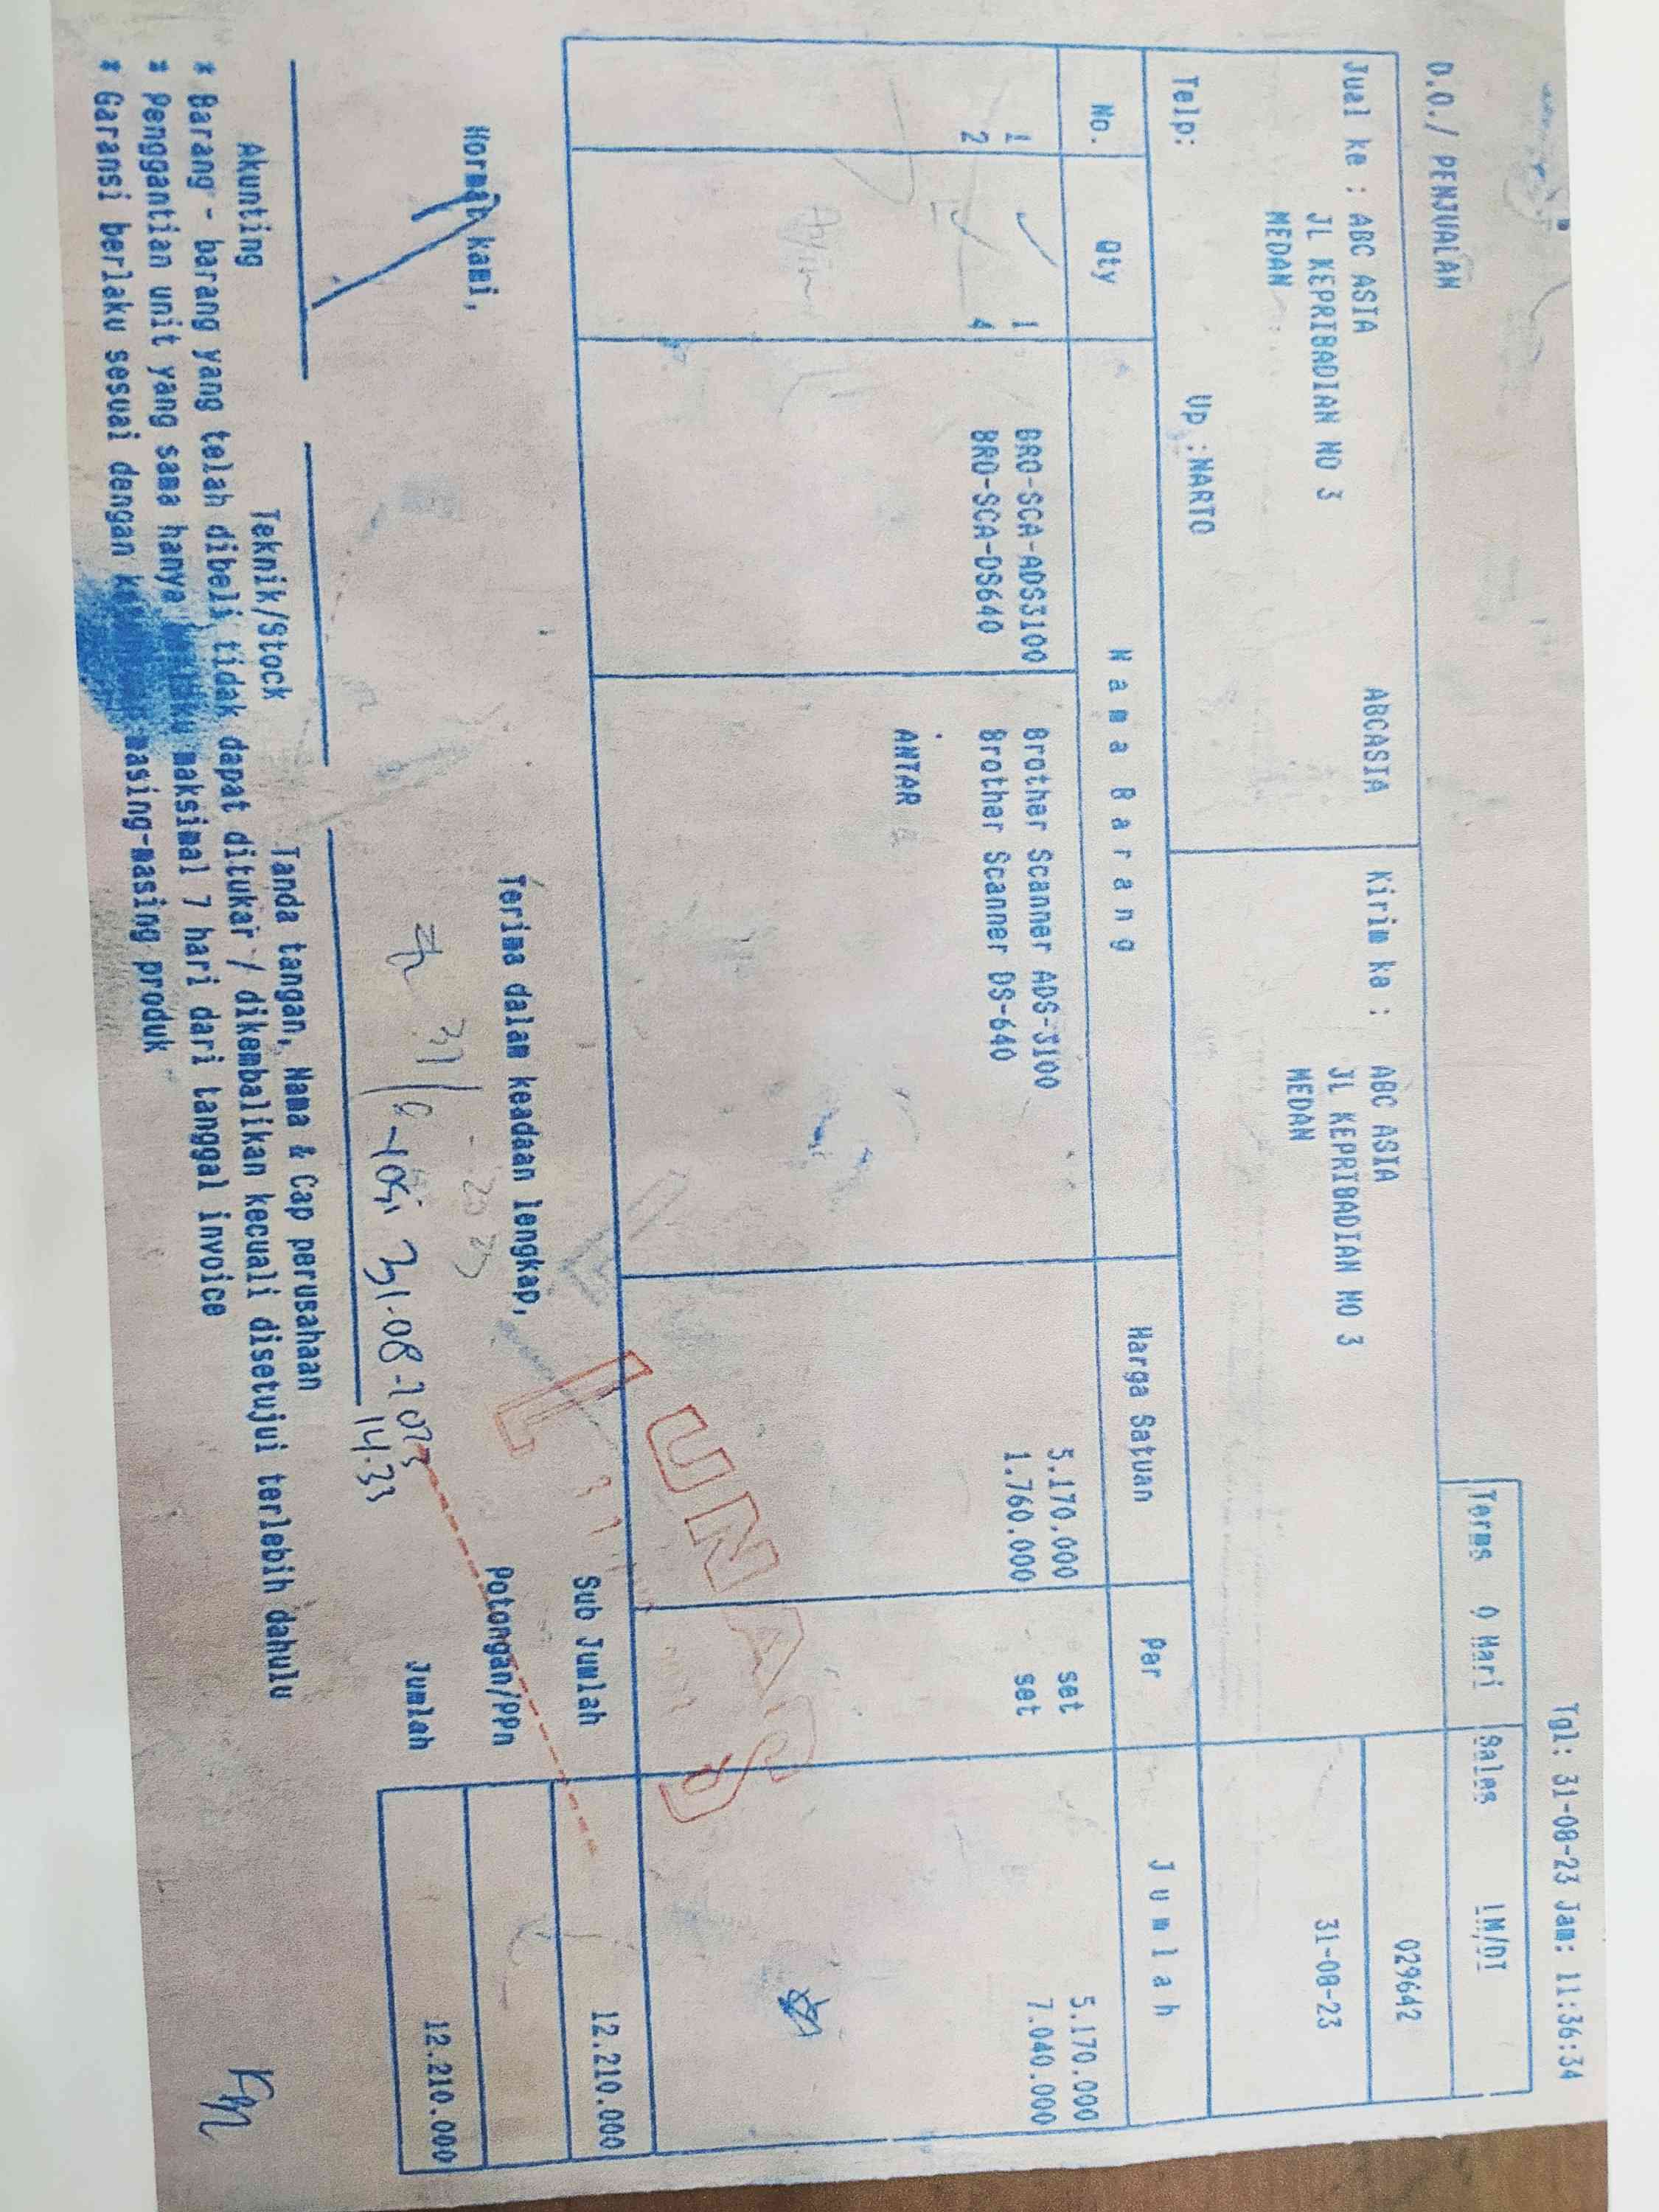 Tgl: 31-08-23 Jam: 11:36:34
D.O./ PENJUALAN
Terms 0 Hari Sales LM/DI
Jual ke : ABC ASIA ABCASIA
JL KEPRIBADIAN NO 3
MEDAN
Telp: Up :NARTO
Kirim ke : ABC ASIA
JL KEPRIBADIAN NO 3
MEDAN
029642
31-08-23
No. Qty Nama Barang Harga Satuan Per Jumlah
1 1 BRO-SCA-ADS3100 Brother Scanner ADS-3100 5.170.000 set 5.170.000
2 4 BRO-SCA-DS640 Brother Scanner DS-640 1.760.000 set 7.040.000
ANTAR
LUNAS
Hormat kami,
Terima dalam keadaan lengkap,
Sub Jumlah 12.210.000
Potongan/PPn
Jumlah 12.210.000
31-08-2023
14.33
Akunting Teknik/Stock Tanda tangan, Nama & Cap perusahaan
* Barang - barang yang telah dibeli tidak dapat ditukar / dikembalikan kecuali disetujui terlebih dahulu
* Penggantian unit yang sama hanya maksimal 7 hari dari tanggal invoice
* Garansi berlaku sesuai dengan masing-masing produk